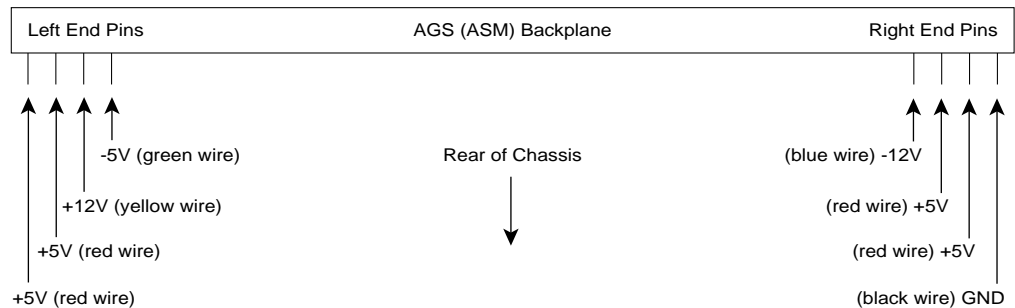 Left End Pins AGS (ASM) Backplane Right End Pins
-5V (green wire) Rear of Chassis (blue wire) -12V
+12V (yellow wire) (red wire) +5V
+5V (red wire) (red wire) +5V
+5V (red wire) (black wire) GND